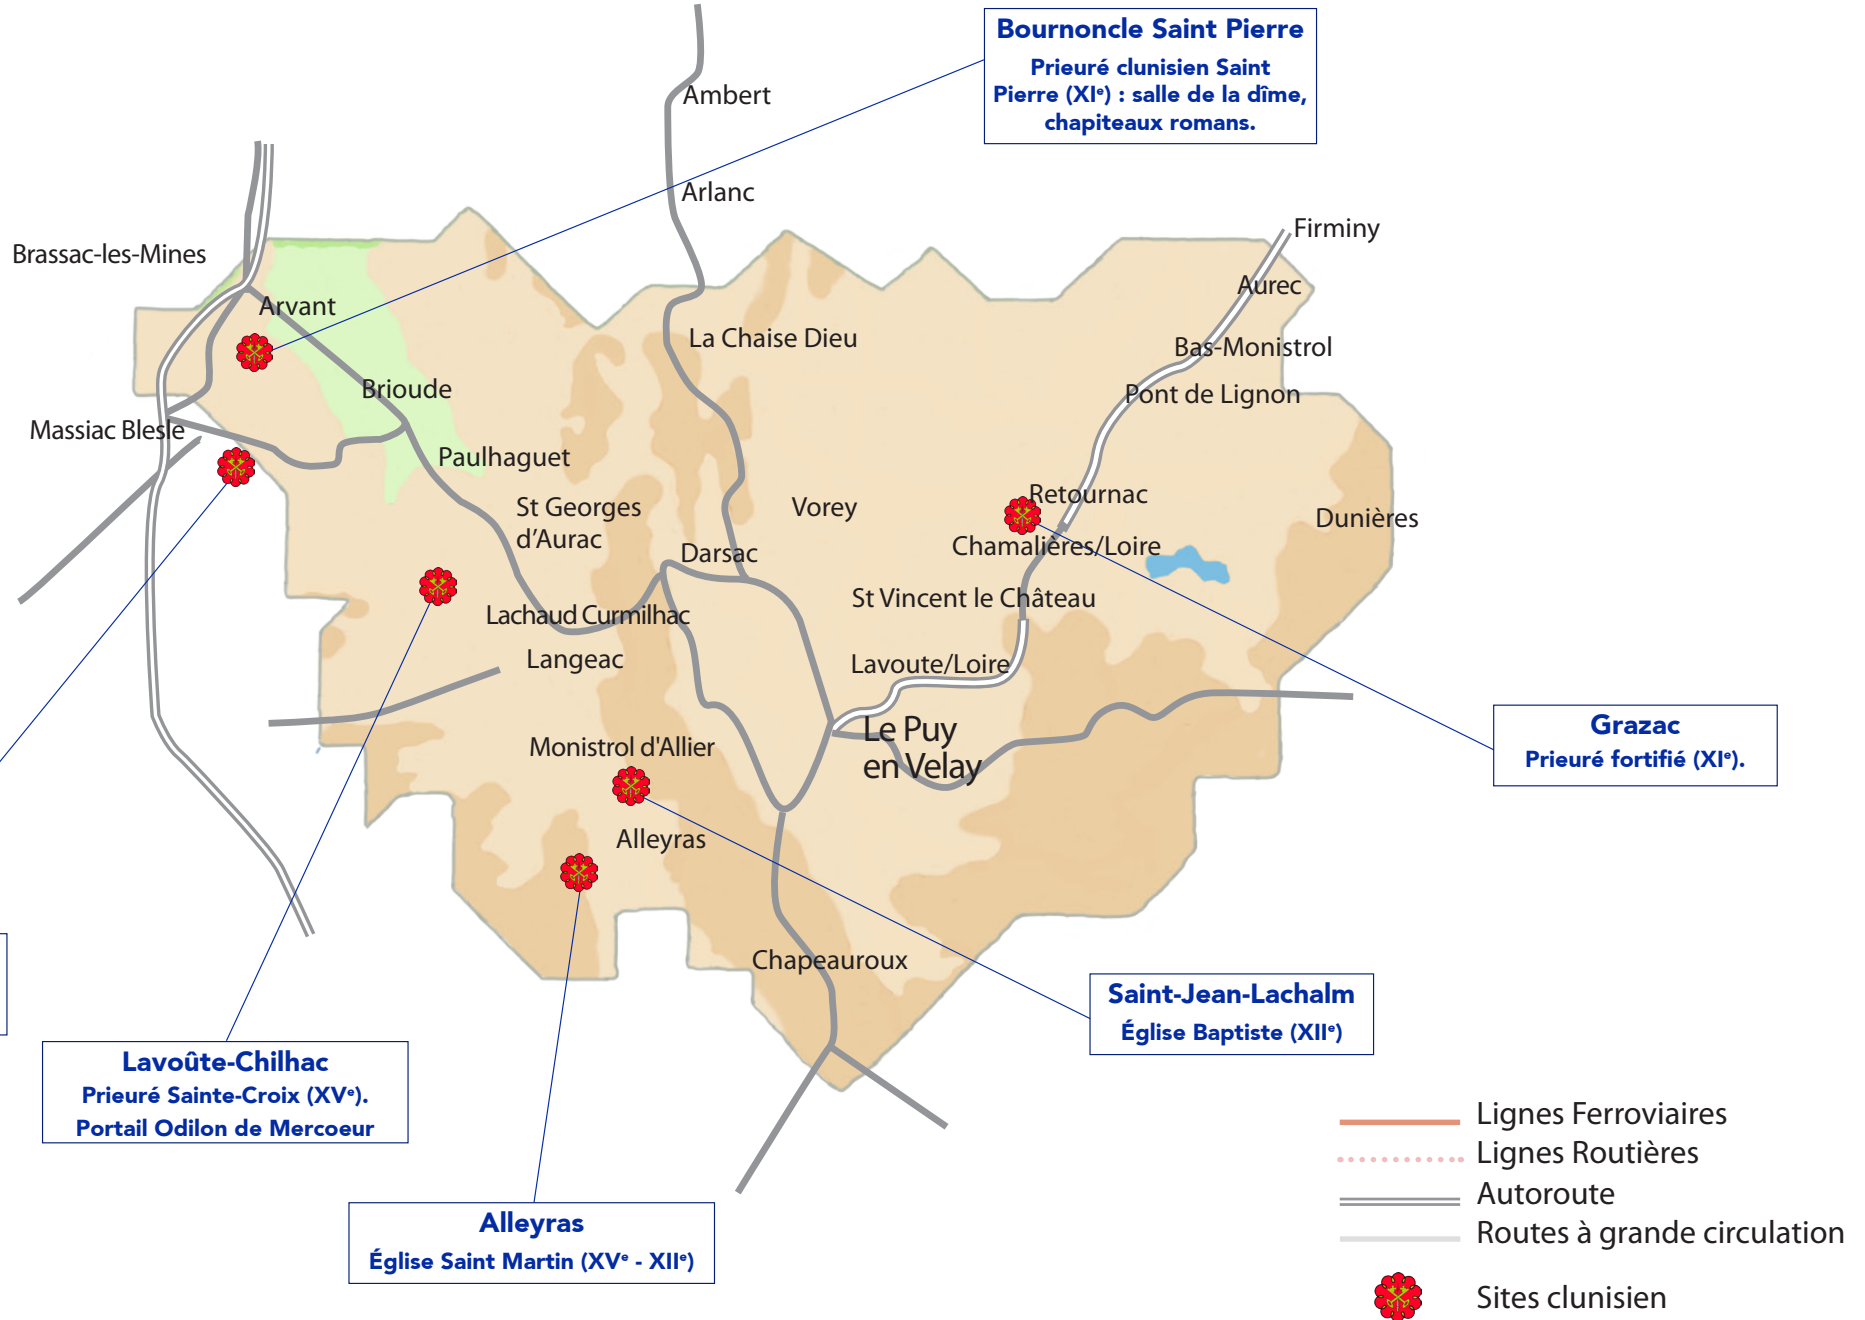 Bournoncle Saint Pierre
Prieuré clunisien Saint
Pierre (XIe) : salle de la dîme,
chapiteaux romans.
Ambert
Arlanc
Firminy
Brassac-les-Mines
Aurec
Arvant
La Chaise Dieu
Bas-Monistrol
Brioude
Pont de Lignon
Massiac Blesle
Paulhaguet
Retournac
St Georges
d'Aurac
Vorey
Dunières
Darsac
Chamalières/Loire
St Vincent le Château
Lachaud Curmilhac
Langeac
Lavoute/Loire
Le Puy
en Velay
Grazac
Prieuré fortifié (XIe).
Monistrol d'Allier
Alleyras
Chapeauroux
Saint-Jean-Lachalm
Église Baptiste (XIIe)
Lavoûte-Chilhac
Prieuré Sainte-Croix (XVe).
Portail Odilon de Mercoeur
Alleyras
Église Saint Martin (XVe - XIIe)
Lignes Ferroviaires
Lignes Routières
Autoroute
Routes à grande circulation
Sites clunisien